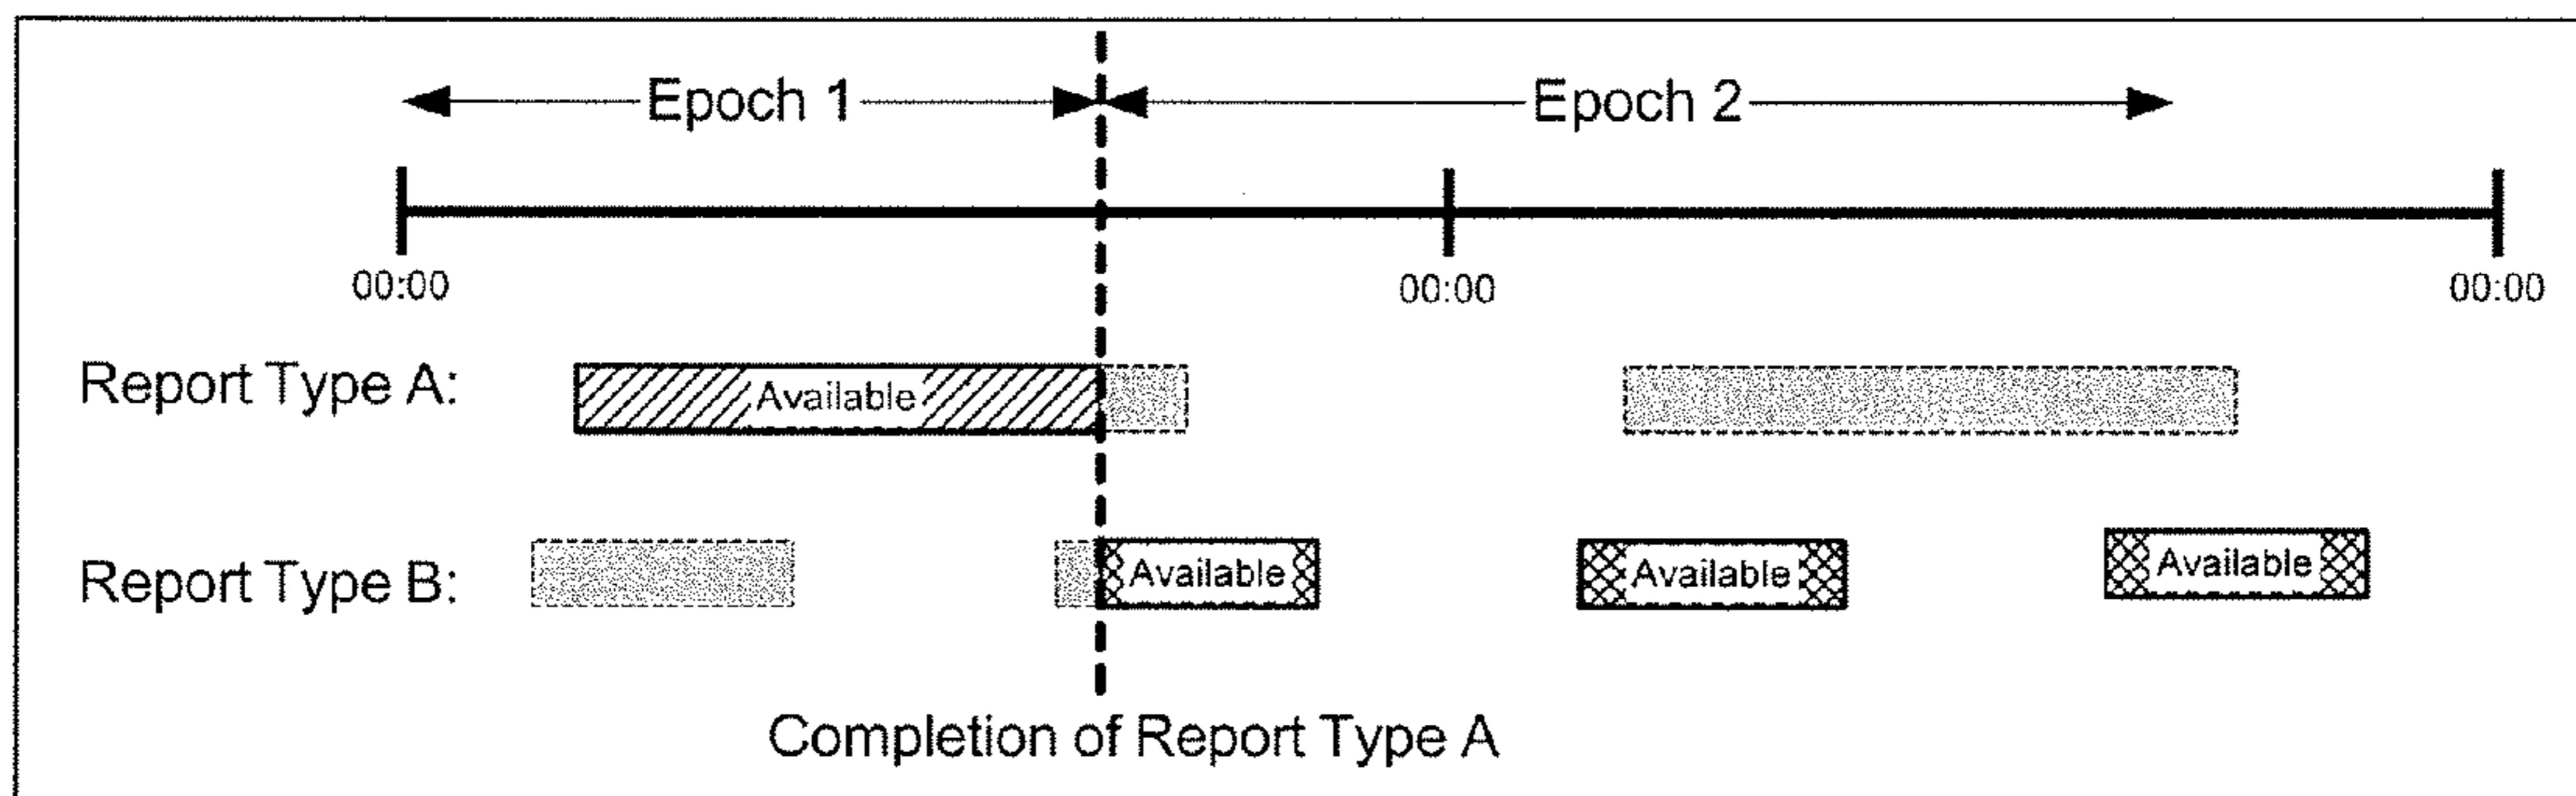 Epoch 1 Epoch 2
00:00 00:00 00:00
Report Type A: Available
Report Type B: Available Available Available
Completion of Report Type A